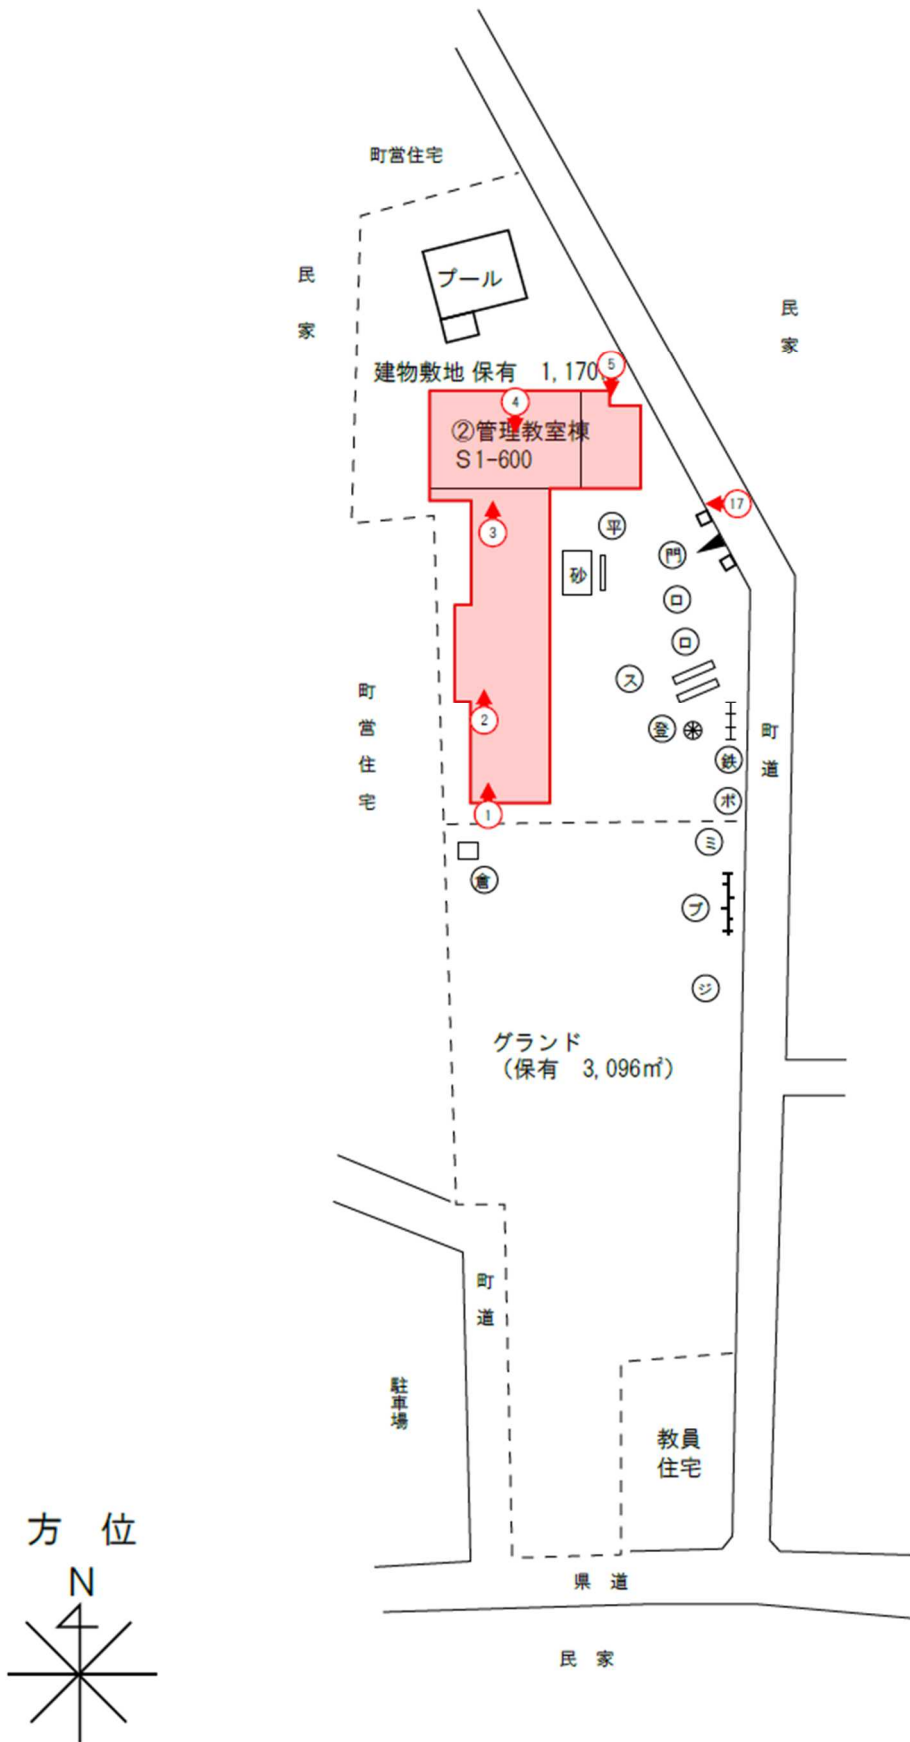 町営住宅
民家
プール
民家
建物敷地 保有 1,170
5
4
②管理教室棟
S1-600
17
3
平
門
砂
ロ
ロ
ス
町営住宅
2
登
町道
鉄
ポ
1
ミ
倉
ブ
ジ
グランド
（保有 3,096㎡）
町道
駐車場
教員
住宅
方 位
N
県 道
民 家